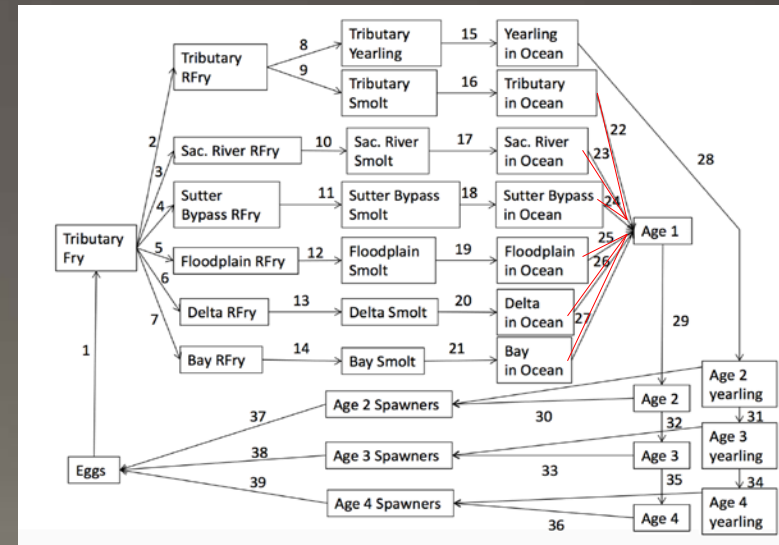 8
15
Tributary
Yearling
Yearling
in Ocean
Tributary
RFry
9
16
Tributary
Smolt
Tributary
in Ocean
22
2
10
17
23
28
3
Sac. River RFry
Sac. River
Smolt
Sac. River
in Ocean
4
11
18
24
Sutter
Bypass RFry
Sutter Bypass
Smolt
Sutter Bypass
in Ocean
Tributary
Fry
Age 1
5
12
19
25
Floodplain RFry
Floodplain
Smolt
Floodplain
in Ocean
26
6
13
20
Delta RFry
Delta Smolt
Delta
in Ocean
27
29
7
14
21
1
Bay RFry
Bay Smolt
Bay
in Ocean
Age 2
yearling
37
Age 2 Spawners
30
Age 2
31
32
38
Age 3 Spawners
Age 3
Age 3
yearling
Eggs
33
39
35
34
Age 4 Spawners
36
Age 4
Age 4
yearling